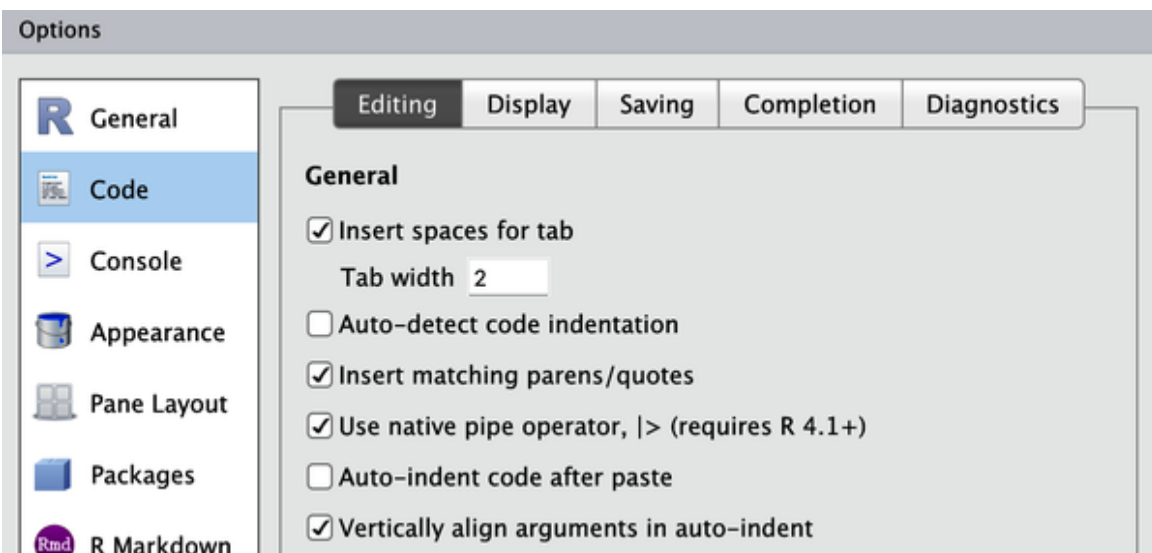 Options
General
Code
Console
Appearance
Pane Layout
Packages
Rmd R Markdown
Editing Display Saving Completion Diagnostics
General
Insert spaces for tab
Tab width 2
Auto-detect code indentation
Insert matching parens/quotes
Use native pipe operator, |> (requires R 4.1+)
Auto-indent code after paste
Vertically align arguments in auto-indent